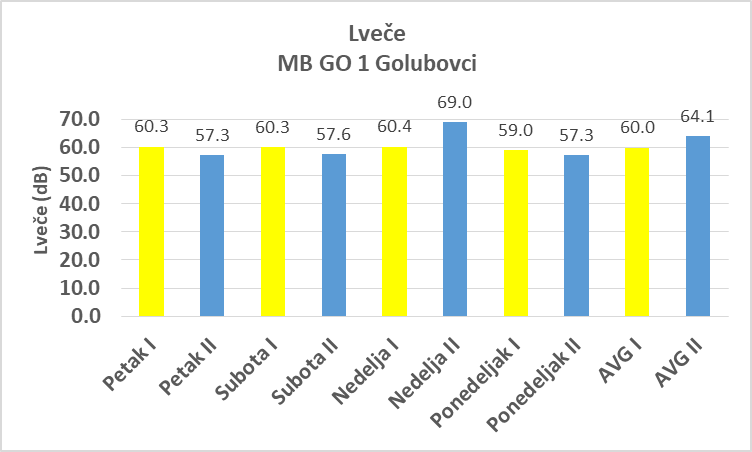 Lveče
MB GO 1 Golubovci
Lveče (dB)
70.0
60.0
50.0
40.0
30.0
20.0
10.0
0.0
60.3
57.3
60.3
57.6
60.4
69.0
59.0
57.3
60.0
64.1
Petak I
Petak II
Subota I
Subota II
Nedelja I
Nedelja II
Ponedeljak I
Ponedeljak II
AVG I
AVG II